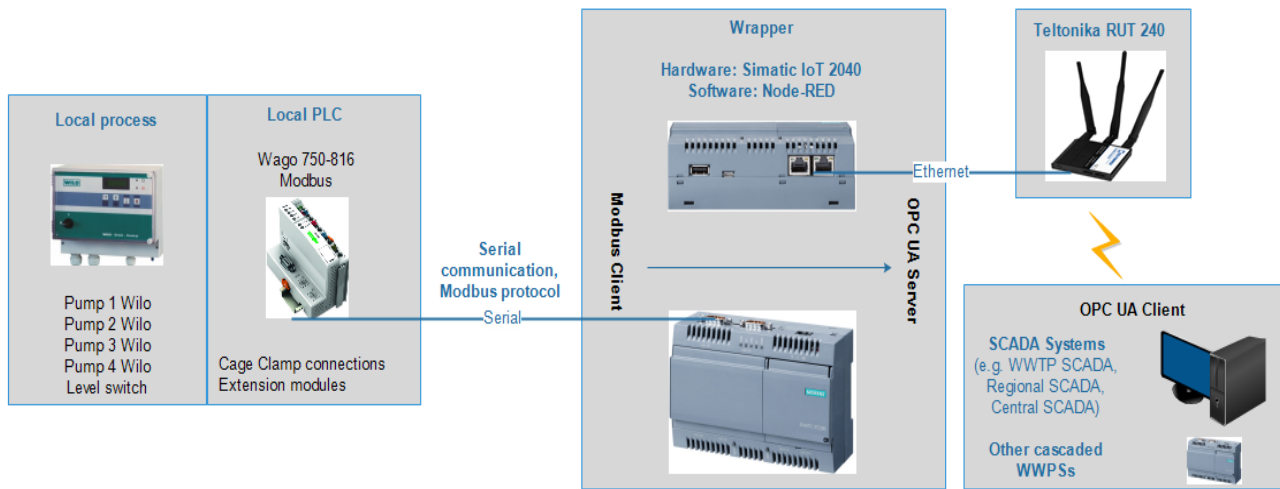 Local process
WILO
Pump 1 Wilo
Pump 2 Wilo
Pump 3 Wilo
Pump 4 Wilo
Level switch
Local PLC
Wago 750-816
Modbus
Cage Clamp connections
Extension modules
Serial
communication,
Modbus protocol
Serial
Wrapper
Hardware: Simatic IoT 2040
Software: Node-RED
Modbus Client
OPC UA Server
SIEMENS
Ethernet
Teltonika RUT 240
OPC UA Client
SCADA Systems
(e.g. WWTP SCADA,
Regional SCADA,
Central SCADA)
Other cascaded
WWPSs